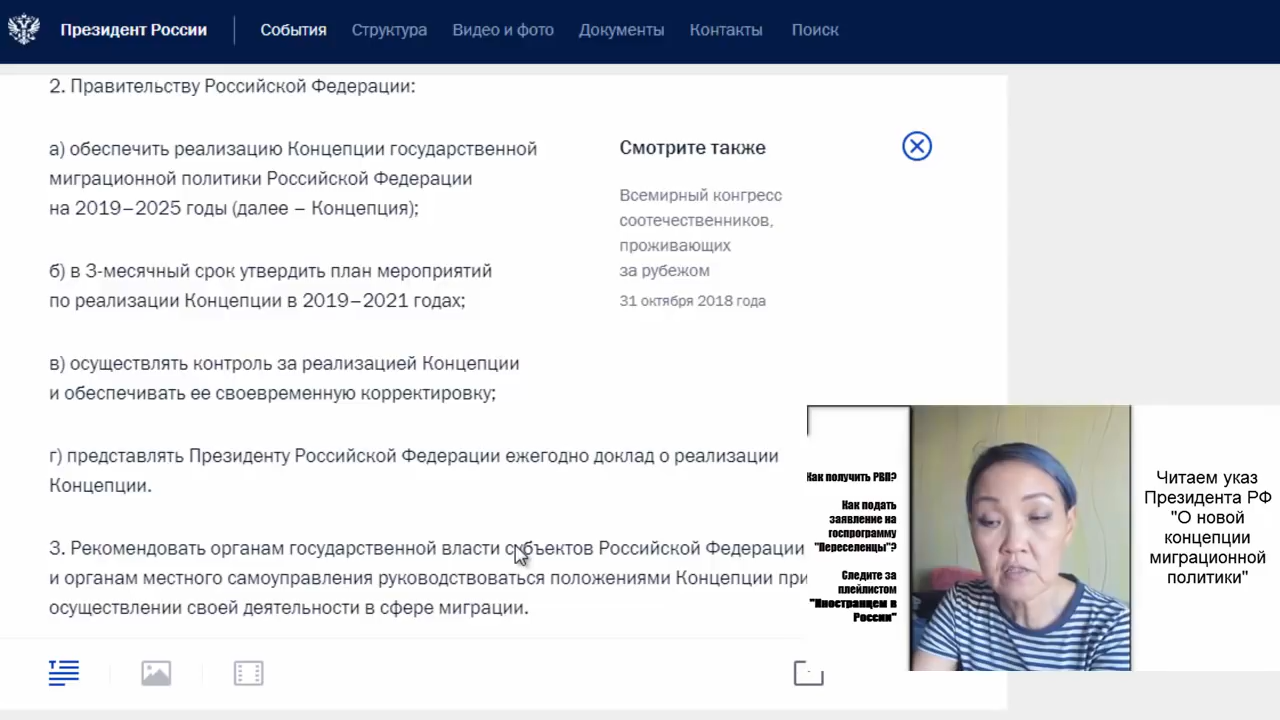 Президент России
События
Структура
Видео и фото
Документы
Контакты
Поиск
2. Правительству Российской Федерации:
а) обеспечить реализацию Концепции государственной
миграционной политики Российской Федерации
на 2019–2025 годы (далее – Концепция);
б) в 3-месячный срок утвердить план мероприятий
по реализации Концепции в 2019–2021 годах;
в) осуществлять контроль за реализацией Концепции
и обеспечивать ее своевременную корректировку;
г) представлять Президенту Российской Федерации ежегодно доклад о реализации
Концепции.
3. Рекомендовать органам государственной власти субъектов Российской Федерации
и органам местного самоуправления руководствоваться положениями Концепции при
осуществлении своей деятельности в сфере миграции.
Смотрите также
Всемирный конгресс
соотечественников,
проживающих
за рубежом
31 октября 2018 года
Как получить РВП?
Как подать
заявление на
госпрограмму
"Переселенцы"?
Следите за
плейлистом
"Иностранцем в
России"
Читаем указ
Президента РФ
"О новой
концепции
миграционной
политики"